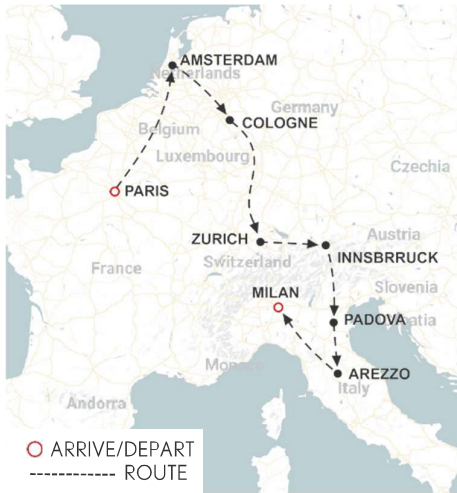 AMSTERDAM
Netherlands
Germany
COLOGNE
Belgium
Luxembourg
PARIS
Czechia
ZURICH
Austria
INNSBRRUCK
France
Switzerland
Slovenia
MILAN
PADOVA
atia
Monaco
AREZZO
Italy
Andorra
ARRIVE/DEPART
ROUTE